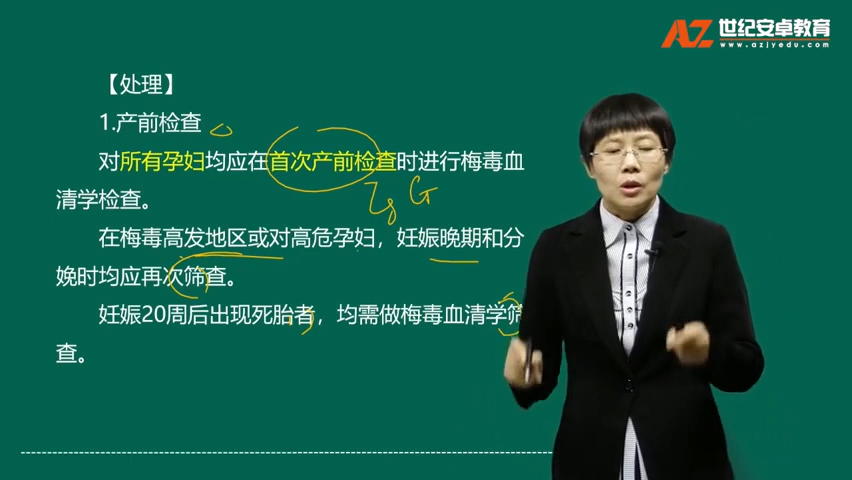 AZ 世纪安卓教育
www.azjyedu.com
【处理】
1.产前检查
对所有孕妇均应在首次产前检查时进行梅毒血
清学检查。
Ig G
在梅毒高发地区或对高危孕妇，妊娠晚期和分
娩时均应再次筛查。
妊娠20周后出现死胎者，均需做梅毒血清学筛
查。